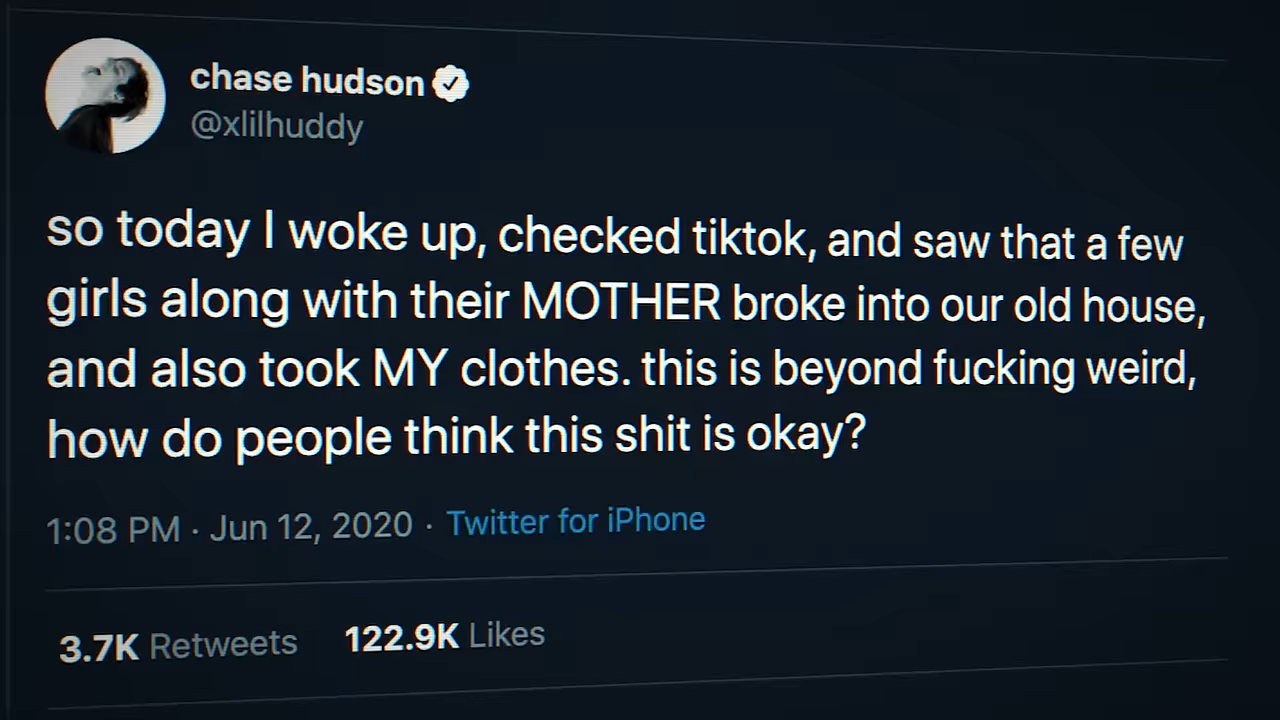 chase hudson
@xlilhuddy
so today I woke up, checked tiktok, and saw that a few
girls along with their MOTHER broke into our old house,
and also took MY clothes. this is beyond fucking weird,
how do people think this shit is okay?
1:08 PM · Jun 12, 2020 · Twitter for iPhone
3.7K Retweets 122.9K Likes